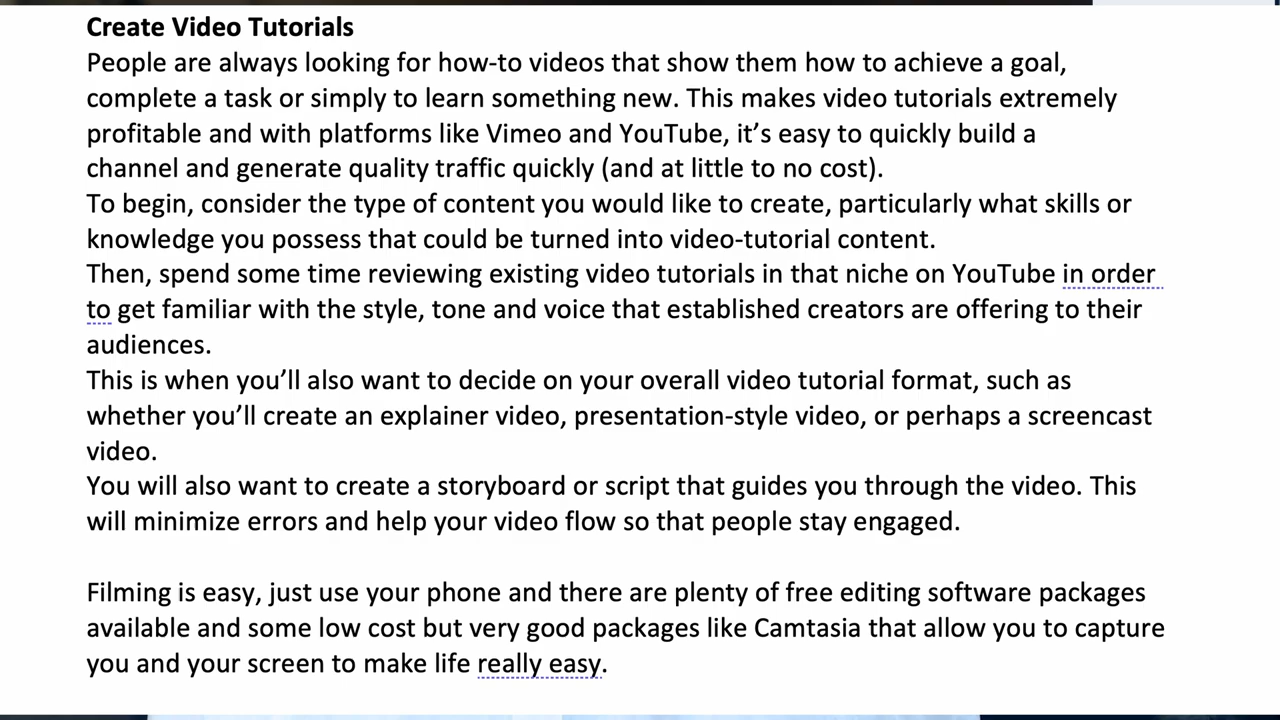 Create Video Tutorials
People are always looking for how-to videos that show them how to achieve a goal,
complete a task or simply to learn something new. This makes video tutorials extremely
profitable and with platforms like Vimeo and YouTube, it’s easy to quickly build a
channel and generate quality traffic quickly (and at little to no cost).
To begin, consider the type of content you would like to create, particularly what skills or
knowledge you possess that could be turned into video-tutorial content.
Then, spend some time reviewing existing video tutorials in that niche on YouTube in order
to get familiar with the style, tone and voice that established creators are offering to their
audiences.
This is when you’ll also want to decide on your overall video tutorial format, such as
whether you’ll create an explainer video, presentation-style video, or perhaps a screencast
video.
You will also want to create a storyboard or script that guides you through the video. This
will minimize errors and help your video flow so that people stay engaged.
Filming is easy, just use your phone and there are plenty of free editing software packages
available and some low cost but very good packages like Camtasia that allow you to capture
you and your screen to make life really easy.